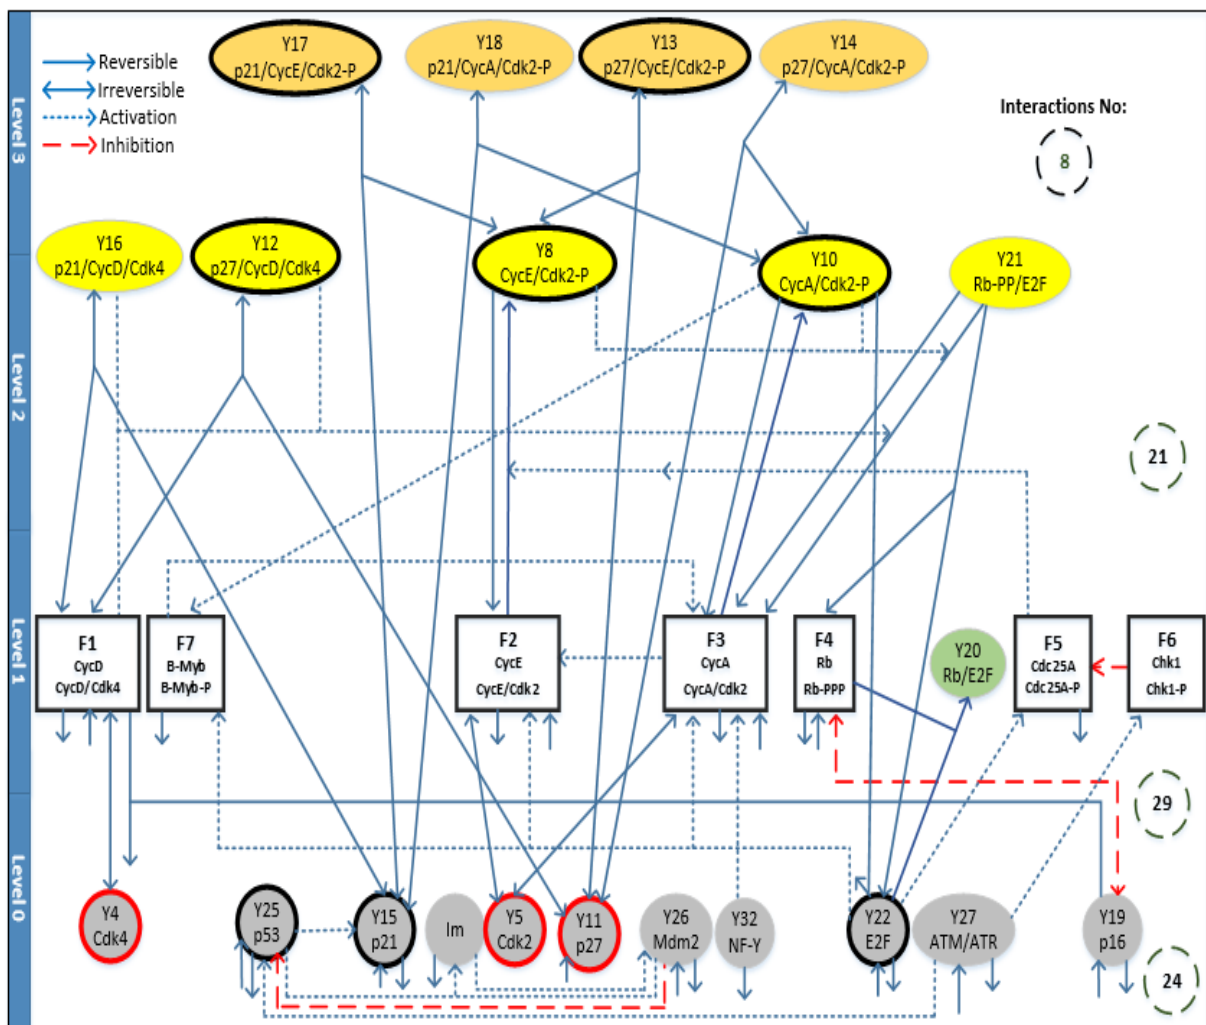 Y17
p21/CycE/Cdk2-P
Y18
p21/CycA/Cdk2-P
Y13
p27/CycE/Cdk2-P
Y14
p27/CycA/Cdk2-P
Reversible
Irreversible
Activation
Inhibition
Interactions No:
8
Level 3
Y16
p21/CycD/Cdk4
Y12
p27/CycD/Cdk4
Y8
CycE/Cdk2-P
Y10
CycA/Cdk2-P
Y21
Rb-PP/E2F
Level 2
21
F1
CycD
CycD/Cdk4
F7
B-Myb
B-Myb-P
F2
CycE
CycE/Cdk2
F3
CycA
CycA/Cdk2
F4
Rb
Rb-PPP
Y20
Rb/E2F
F5
Cdc25A
Cdc25A-P
F6
Chk1
Chk1-P
Level 1
29
Level 0
Y4
Cdk4
Y25
p53
Y15
p21
Im
Y5
Cdk2
Y11
p27
Y26
Mdm2
Y32
NF-Y
Y22
E2F
Y27
ATM/ATR
Y19
p16
24